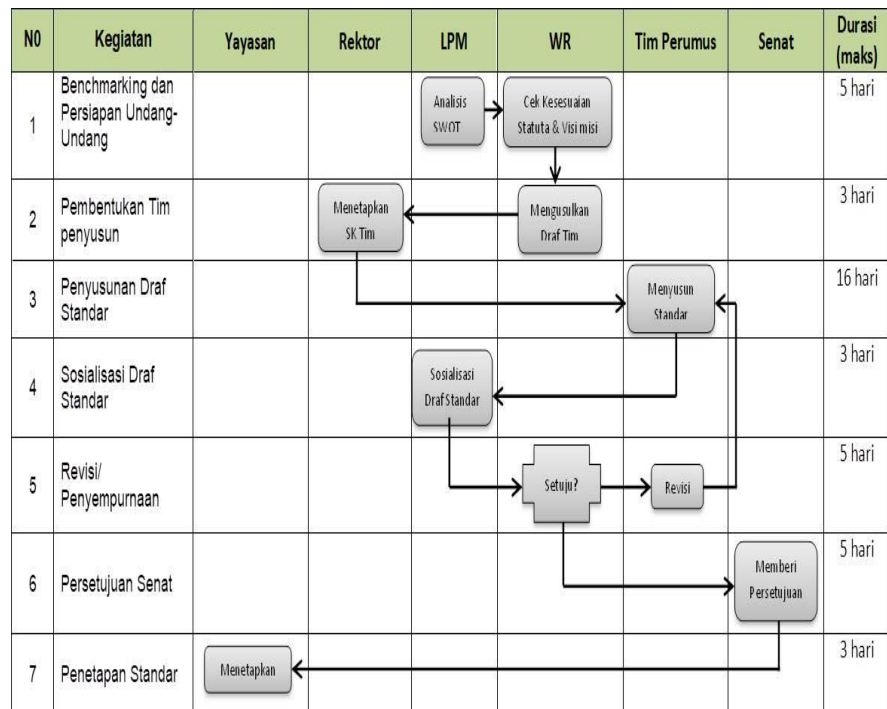 N0 Kegiatan Yayasan Rektor LPM WR Tim Perumus Senat Durasi
(maks)
1 Benchmarking dan
Persiapan Undang-
Undang
Analisis
SWOT
Cek Kesesuaian
Statuta & Visi misi
5 hari
2 Pembentukan Tim
penyusun
Menetapkan
SK Tim
Mengusulkan
Draf Tim
3 hari
3 Penyusunan Draf
Standar
Menyusun
Standar
16 hari
4 Sosialisasi Draf
Standar
Sosialisasi
Draf Standar
3 hari
5 Revisi/
Penyempurnaan
Setuju?
Revisi
5 hari
6 Persetujuan Senat
Memberi
Persetujuan
5 hari
7 Penetapan Standar
Menetapkan
3 hari